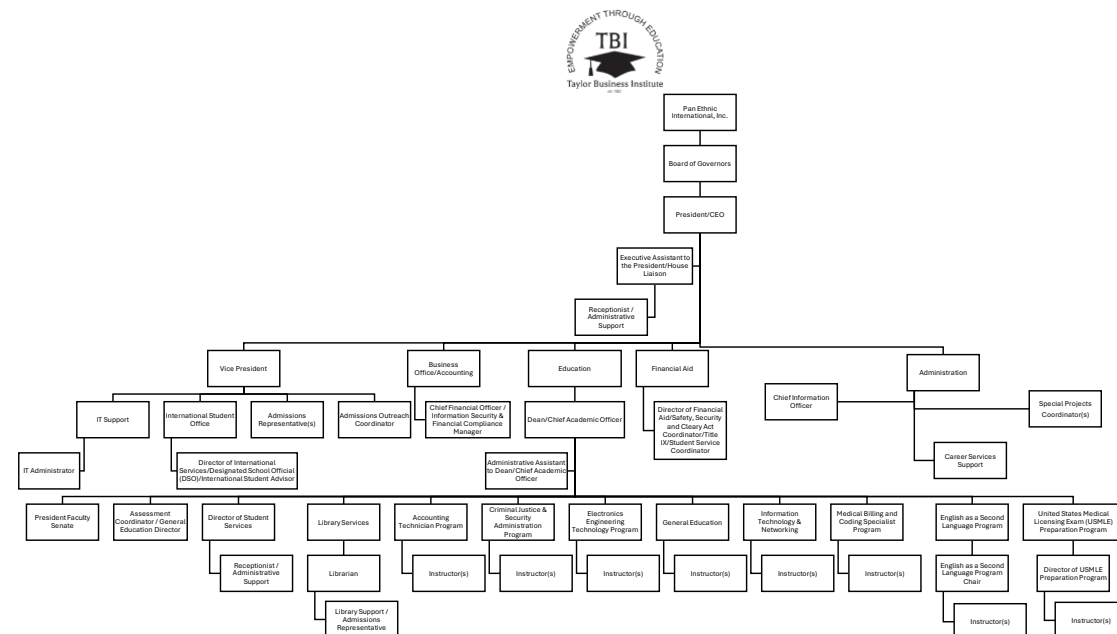 EMPOWERMENT THROUGH EDUCATION
TBI
Taylor Business Institute
Pan Ethnic
International, Inc.
Board of Governors
President/CEO
Executive Assistant to
the President/House
Liaison
Receptionist /
Administrative
Support
Vice President
Business
Office/Accounting
Education
Financial Aid
Administration
IT Support
International Student
Office
Admissions
Representative(s)
Admissions Outreach
Coordinator
Chief Financial Officer /
Information Security &
Financial Compliance
Manager
Dean/Chief Academic Officer
Director of Financial
Aid/Safety, Security
and Cleary Act
Coordinator/Title
IX/Student Service
Coordinator
Chief Information
Officer
Special Projects
Coordinator(s)
IT Administrator
Director of International
Services/Designated School Official
(DSO)/International Student Advisor
Administrative Assistant
to Dean/Chief Academic
Officer
Career Services
Support
President Faculty
Senate
Assessment
Coordinator / General
Education Director
Director of Student
Services
Library Services
Accounting
Technician Program
Criminal Justice &
Security
Administration
Program
Electronics
Engineering
Technology Program
General Education
Information
Technology &
Networking
Medical Billing and
Coding Specialist
Program
English as a Second
Language Program
United States Medical
Licensing Exam (USMLE)
Preparation Program
Receptionist /
Administrative
Support
Librarian
Instructor(s)
Instructor(s)
Instructor(s)
Instructor(s)
Instructor(s)
Instructor(s)
English as a Second
Language Program
Chair
Director of USMLE
Preparation Program
Library Support /
Admissions
Representative
Instructor(s)
Instructor(s)